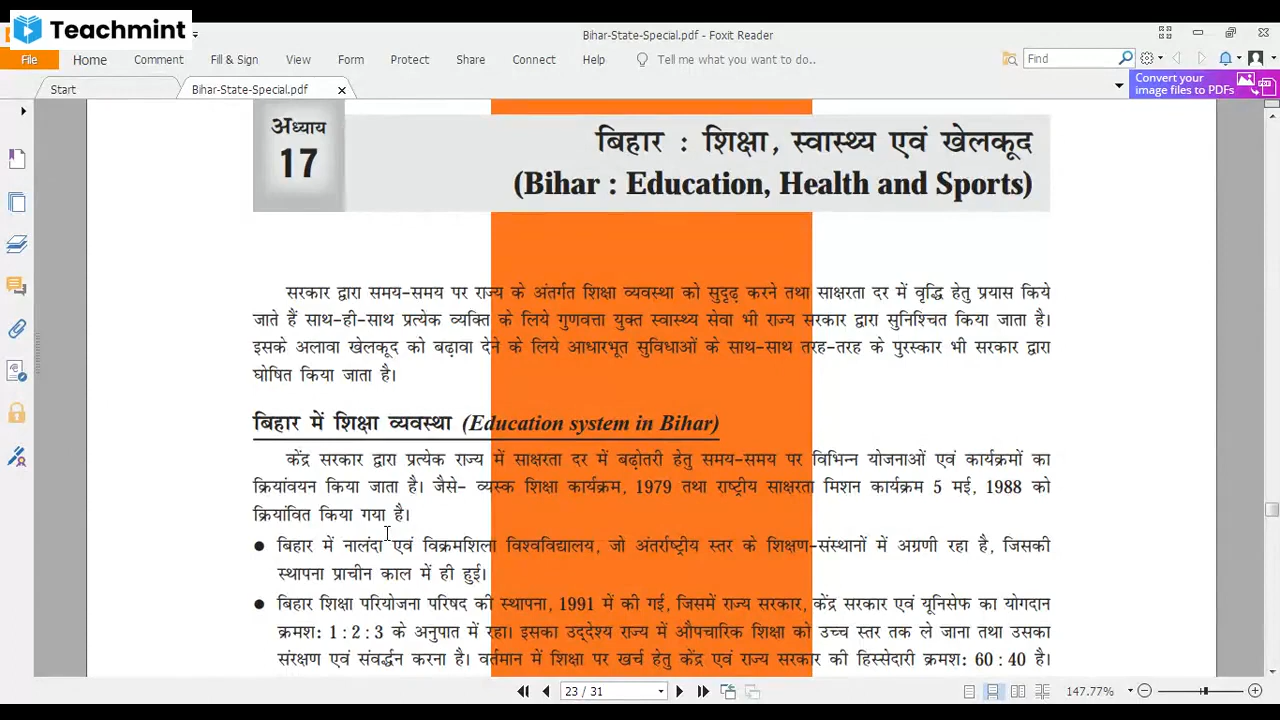 Teachmint
Bihar-State-Special.pdf - Foxit Reader
File Home Comment Fill & Sign View Form Protect Share Connect Help Tell me what you want to do.. Find
Start Bihar-State-Special.pdf
Convert your
image files to PDFs
अध्याय
17
बिहार : शिक्षा, स्वास्थ्य एवं खेलकूद
(Bihar : Education, Health and Sports)
सरकार द्वारा समय-समय पर राज्य के अंतर्गत शिक्षा व्यवस्था को सुदृढ़ करने तथा साक्षरता दर में वृद्धि हेतु प्रयास किये
जाते हैं साथ-ही-साथ प्रत्येक व्यक्ति के लिये गुणवत्ता युक्त स्वास्थ्य सेवा भी राज्य सरकार द्वारा सुनिश्चित किया जाता है।
इसके अलावा खेलकूद को बढ़ावा देने के लिये आधारभूत सुविधाओं के साथ-साथ तरह-तरह के पुरस्कार भी सरकार द्वारा
घोषित किया जाता है।
बिहार में शिक्षा व्यवस्था (Education system in Bihar)
केंद्र सरकार द्वारा प्रत्येक राज्य में साक्षरता दर में बढ़ोतरी हेतु समय-समय पर विभिन्न योजनाओं एवं कार्यक्रमों का
क्रियांवयन किया जाता है। जैसे- व्यस्क शिक्षा कार्यक्रम, 1979 तथा राष्ट्रीय साक्षरता मिशन कार्यक्रम 5 मई, 1988 को
क्रियांवित किया गया है।
● बिहार में नालंदा एवं विक्रमशिला विश्वविद्यालय, जो अंतर्राष्ट्रीय स्तर के शिक्षण-संस्थानों में अग्रणी रहा है, जिसकी
स्थापना प्राचीन काल में ही हुई।
● बिहार शिक्षा परियोजना परिषद की स्थापना, 1991 में की गई, जिसमें राज्य सरकार, केंद्र सरकार एवं यूनिसेफ का योगदान
क्रमश: 1 : 2 : 3 के अनुपात में रहा। इसका उद्देश्य राज्य में औपचारिक शिक्षा को उच्च स्तर तक ले जाना तथा उसका
संरक्षण एवं संवर्द्धन करना है। वर्तमान में शिक्षा पर खर्च हेतु केंद्र एवं राज्य सरकार की हिस्सेदारी क्रमश: 60 : 40 है।
23 / 31 147.77%